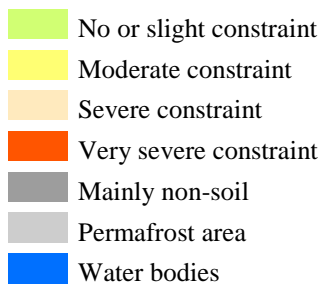 No or slight constraint
Moderate constraint
Severe constraint
Very severe constraint
Mainly non-soil
Permafrost area
Water bodies